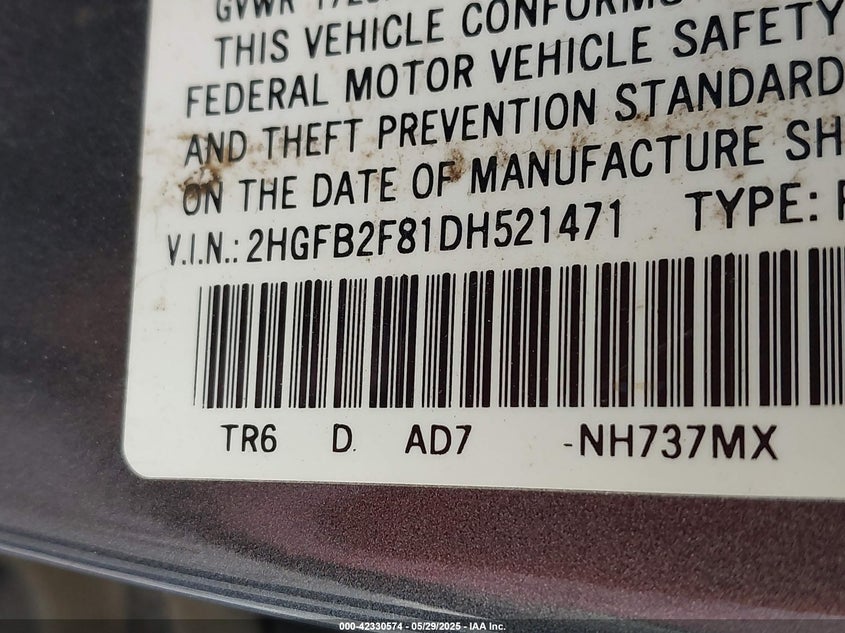 GVWR
THIS VEHICLE CONFORMS
FEDERAL MOTOR VEHICLE SAFETY
AND THEFT PREVENTION STANDARD
ON THE DATE OF MANUFACTURE SH
V.I.N.: 2HGFB2F81DH521471 TYPE: P
TR6 D AD7 -NH737MX
000-42330574 - 05/29/2025 - IAA Inc.